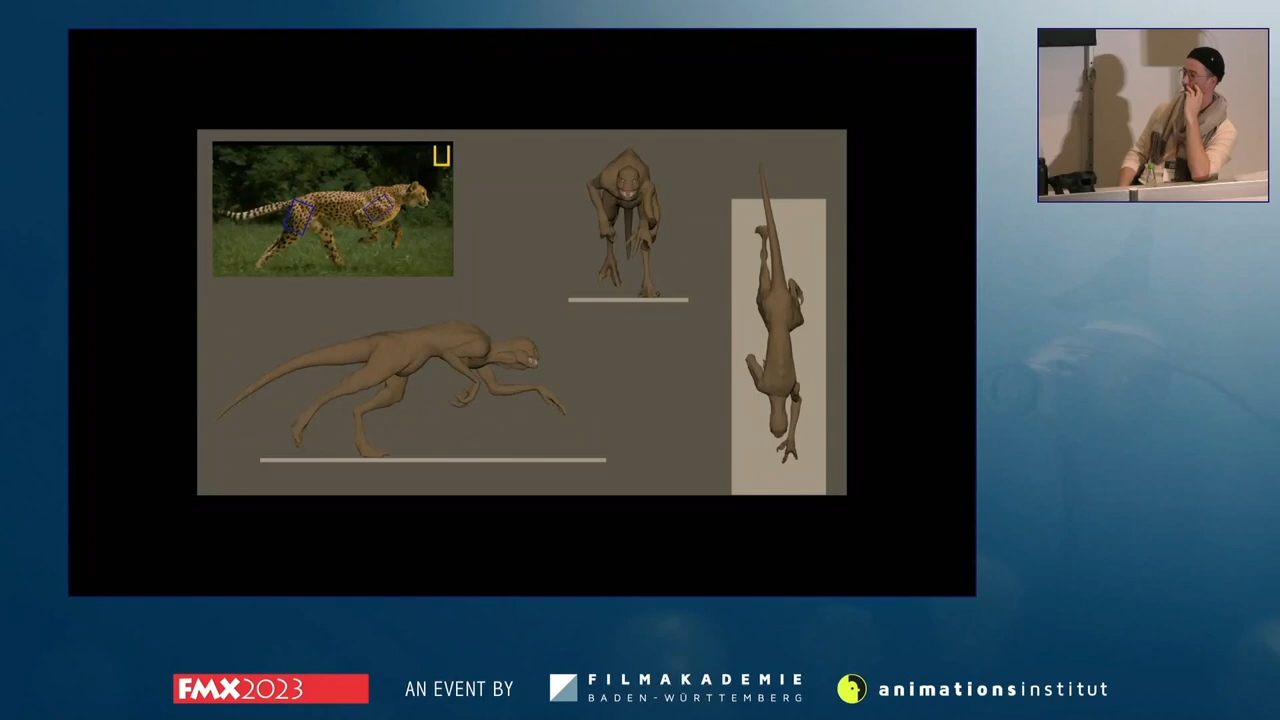 FMX2023
AN EVENT BY
FILMAKADEMIE
BADEN-WÜRTTEMBERG
animationsinstitut